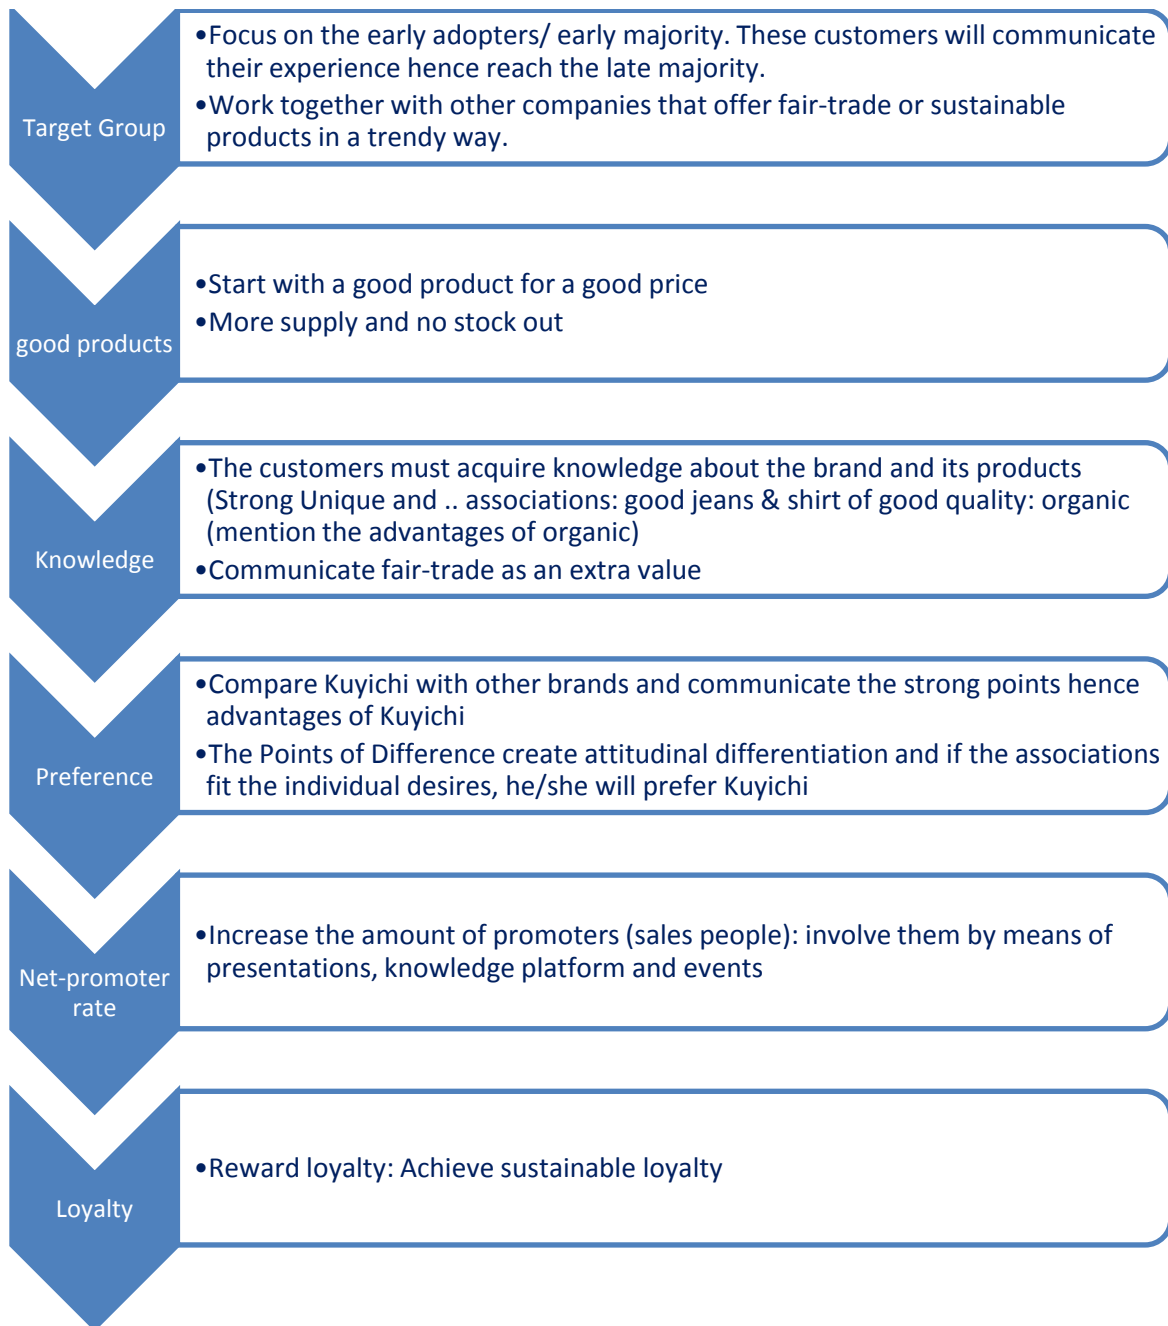 Target Group
•Focus on the early adopters/ early majority. These customers will communicate
their experience hence reach the late majority.
•Work together with other companies that offer fair-trade or sustainable
products in a trendy way.
good products
•Start with a good product for a good price
•More supply and no stock out
Knowledge
•The customers must acquire knowledge about the brand and its products
(Strong Unique and .. associations: good jeans & shirt of good quality: organic
(mention the advantages of organic)
•Communicate fair-trade as an extra value
Preference
•Compare Kuyichi with other brands and communicate the strong points hence
advantages of Kuyichi
•The Points of Difference create attitudinal differentiation and if the associations
fit the individual desires, he/she will prefer Kuyichi
Net-promoter
rate
•Increase the amount of promoters (sales people): involve them by means of
presentations, knowledge platform and events
Loyalty
•Reward loyalty: Achieve sustainable loyalty